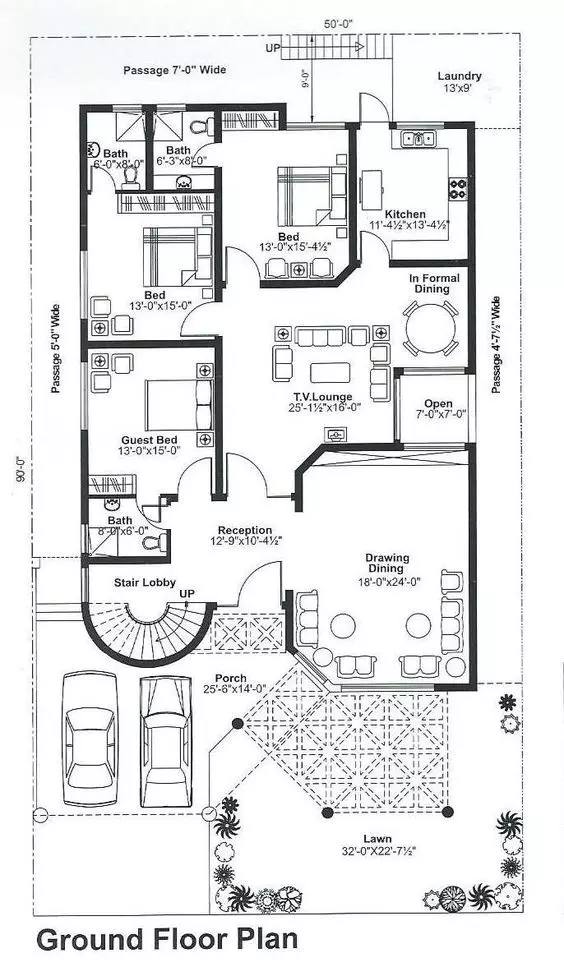 50'-0"
UP
Passage 7'-0" Wide
9'-0"
Laundry
13'x9'
Bath
6'-0"x8'-0"
Bath
6'-3"x8'-0"
Bed
13'-0"x15'-4½"
Kitchen
11'-4½"x13'-4½"
In Formal
Dining
Bed
13'-0"x15'-0"
Passage 5'-0" Wide
Passage 4'-7½" Wide
T.V.Lounge
25'-1½"x16'-0"
Open
7'-0"x7'-0"
Guest Bed
13'-0"x15'-0"
90'-0"
Bath
8'-0"x6'-0"
Reception
12'-9"x10'-4½"
Drawing
Dining
18'-0"x24'-0"
Stair Lobby
UP
Porch
25'-6"x14'-0"
Lawn
32'-0"X22'-7½"
Ground Floor Plan